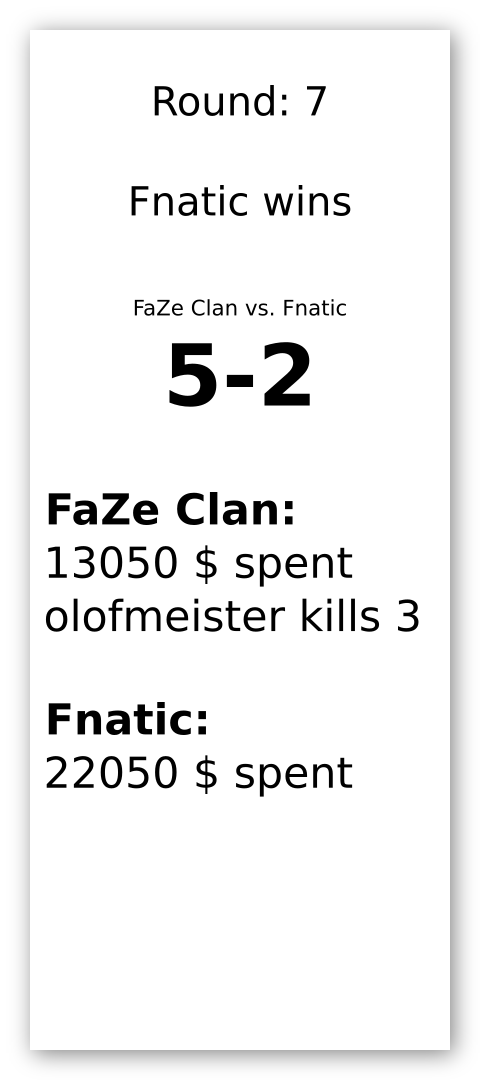 Round: 7
Fnatic wins
FaZe Clan vs. Fnatic
5-2
FaZe Clan:
13050 $ spent
olofmeister kills 3
Fnatic:
22050 $ spent